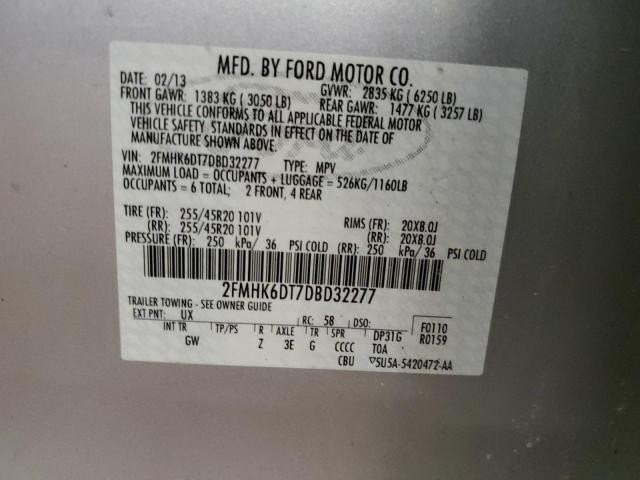 MFD. BY FORD MOTOR CO.
DATE: 02/13 GVWR: 2835 KG ( 6250 LB)
FRONT GAWR: 1383 KG ( 3050 LB) REAR GAWR: 1477 KG ( 3257 LB)
THIS VEHICLE CONFORMS TO ALL APPLICABLE FEDERAL MOTOR
VEHICLE SAFETY STANDARDS IN EFFECT ON THE DATE OF
MANUFACTURE SHOWN ABOVE.
VIN: 2FMHK6DT7DBD32277 TYPE: MPV
MAXIMUM LOAD = OCCUPANTS + LUGGAGE = 526KG/1160LB
OCCUPANTS = 6 TOTAL; 2 FRONT, 4 REAR
TIRE (FR): 255/45R20 101V RIMS (FR): 20X8.0J
(RR): 255/45R20 101V (RR): 20X8.0J
PRESSURE (FR): 250 kPa/ 36 PSI COLD (RR): 250 kPa/ 36 PSI COLD
2FMHK6DT7DBD32277
TRAILER TOWING - SEE OWNER GUIDE
EXT PNT: UX RC: 58 DSO: F0110
INT TR TP/PS R AXLE TR SPR DP31G R0159
GW Z 3E G CCCC TOA
CBU ▽5U5A-5420472-AA